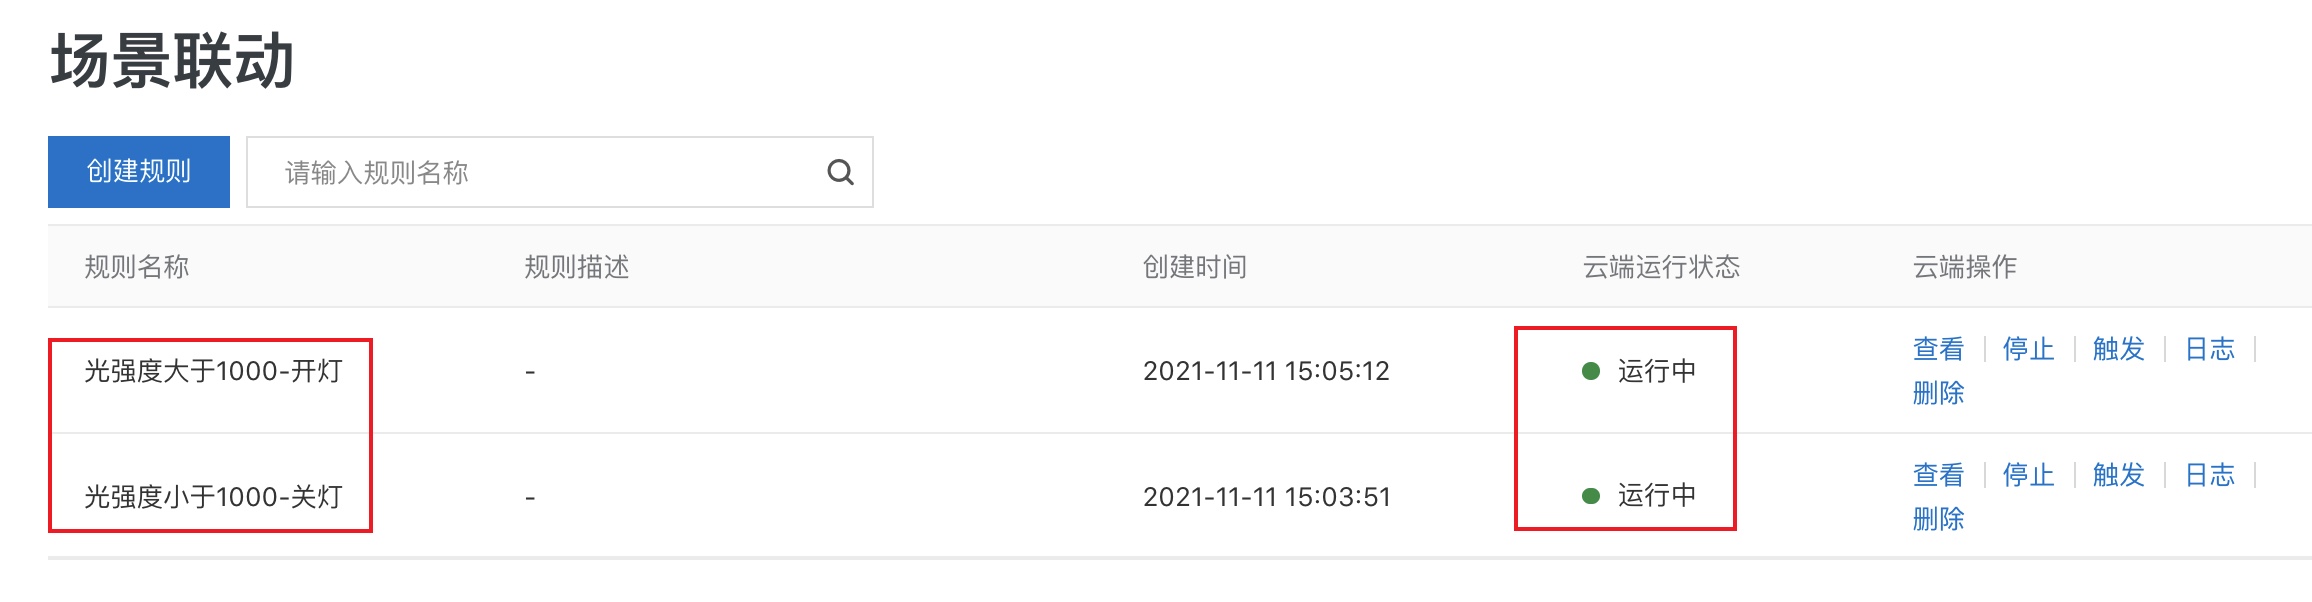 场景联动
创建规则 请输入规则名称
规则名称 规则描述 创建时间 云端运行状态 云端操作
光强度大于1000-开灯 - 2021-11-11 15:05:12 运行中 查看 | 停止 | 触发 | 日志 |
删除
光强度小于1000-关灯 - 2021-11-11 15:03:51 运行中 查看 | 停止 | 触发 | 日志 |
删除